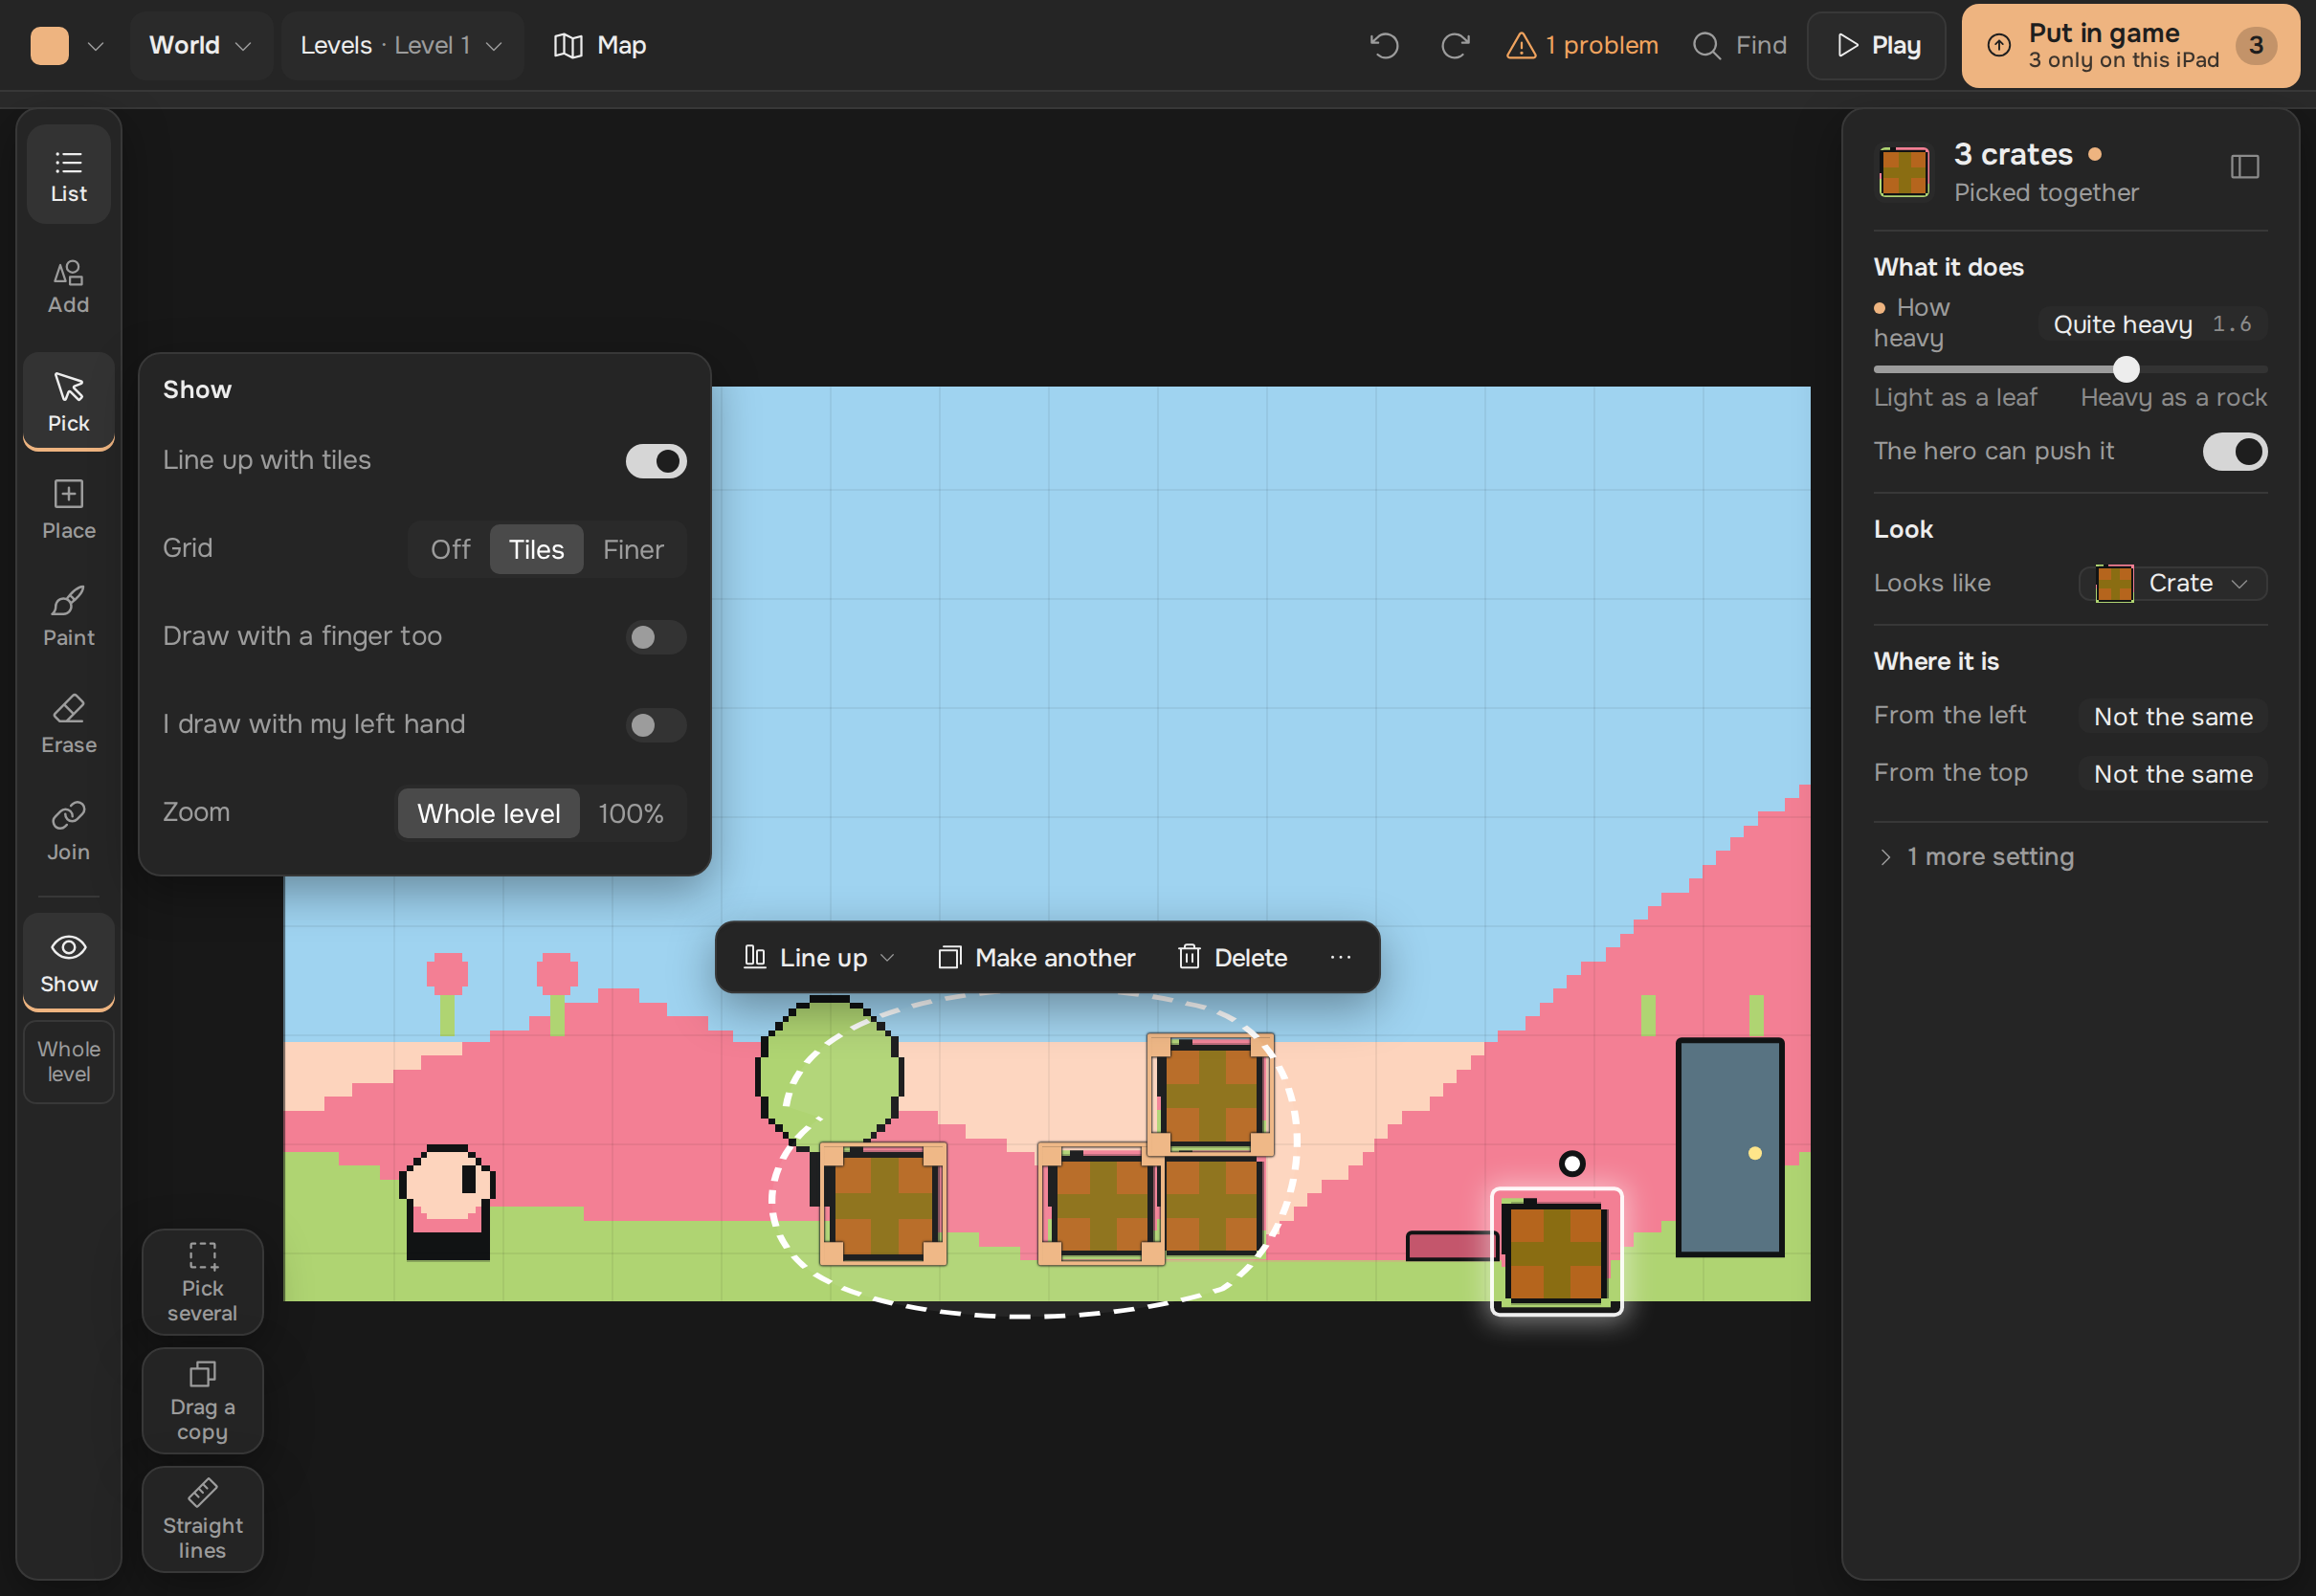 World
Levels · Level 1
Map
1 problem
Find
Play
Put in game
3 only on this iPad
3
List
Add
Pick
Place
Paint
Erase
Join
Show
Whole
level
Show
Line up with tiles
Grid
Off
Tiles
Finer
Draw with a finger too
I draw with my left hand
Zoom
Whole level
100%
Line up
Make another
Delete
Pick
several
Drag a
copy
Straight
lines
3 crates
Picked together
What it does
How
heavy
Quite heavy 1.6
Light as a leaf
Heavy as a rock
The hero can push it
Look
Looks like
Crate
Where it is
From the left
Not the same
From the top
Not the same
1 more setting